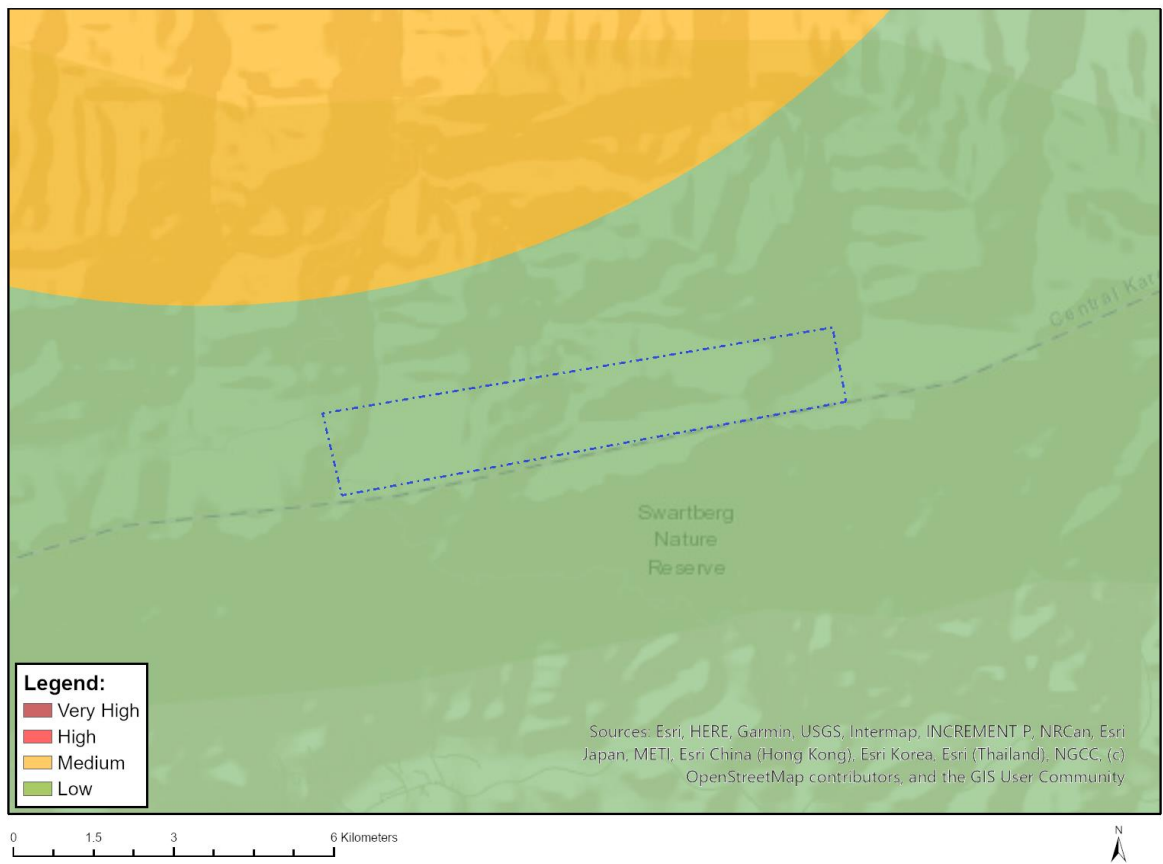 Central Kar
Swartberg
Nature
Reserve
Legend:
Very High
High
Medium
Low
Sources: Esri, HERE, Garmin, USGS, Intermap, INCREMENT P, NRCan, Esri
Japan, METI, Esri China (Hong Kong), Esri Korea, Esri (Thailand), NGCC, (c)
OpenStreetMap contributors, and the GIS User Community
0 1.5 3 6 Kilometers
N